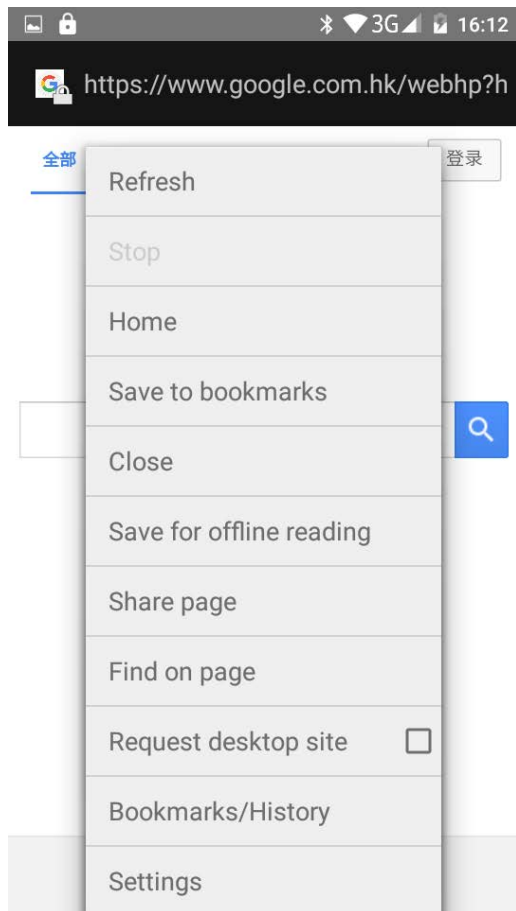 3G 16:12
https://www.google.com.hk/webhp?h
全部
登录
Refresh
Stop
Home
Save to bookmarks
Close
Save for offline reading
Share page
Find on page
Request desktop site
Bookmarks/History
Settings